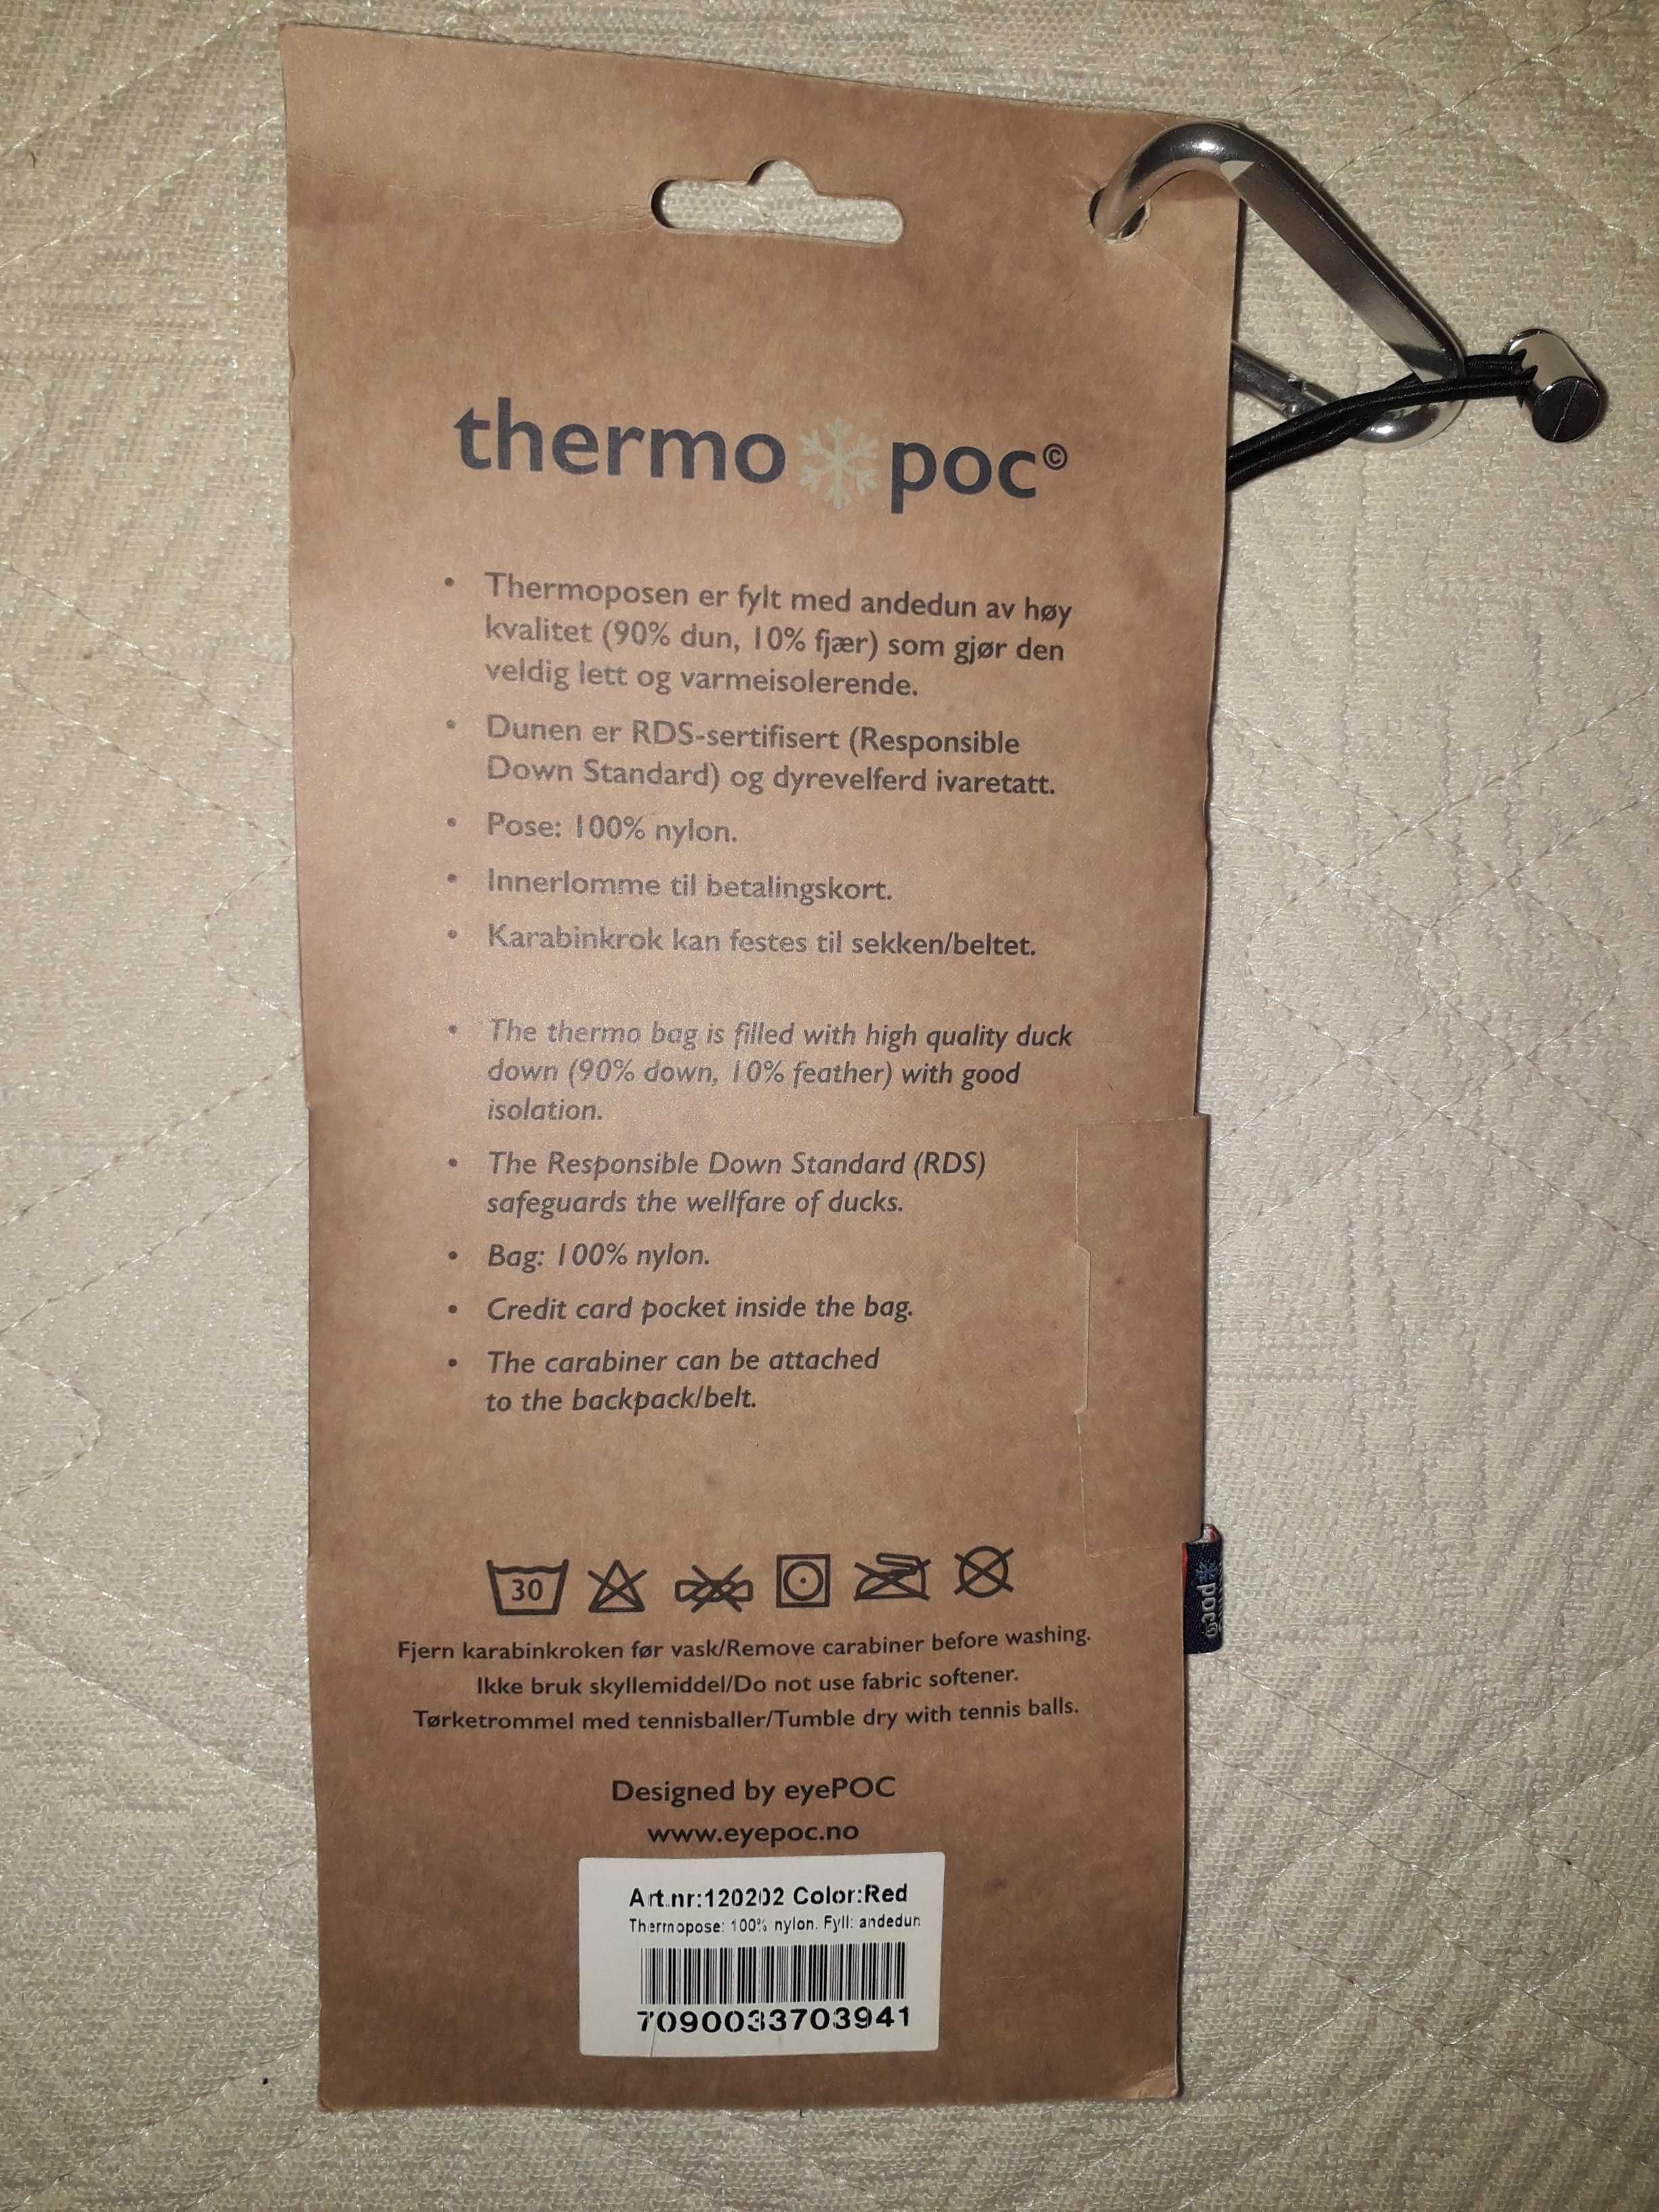 thermo poc©
• Thermoposen er fylt med andedun av høy
kvalitet (90% dun, 10% fjær) som gjør den
veldig lett og varmeisolerende.
• Dunen er RDS-sertifisert (Responsible
Down Standard) og dyrevelferd ivaretatt.
• Pose: 100% nylon.
• Innerlomme til betalingskort.
• Karabinkrok kan festes til sekken/beltet.
• The thermo bag is filled with high quality duck
down (90% down, 10% feather) with good
isolation.
• The Responsible Down Standard (RDS)
safeguards the wellfare of ducks.
• Bag: 100% nylon.
• Credit card pocket inside the bag.
• The carabiner can be attached
to the backpack/belt.
30
Fjern karabinkroken før vask/Remove carabiner before washing.
Ikke bruk skyllemiddel/Do not use fabric softener.
Tørketrommel med tennisballer/Tumble dry with tennis balls.
Designed by eyePOC
www.eyepoc.no
Art.nr:120202 Color:Red
Thermopose: 100% nylon. Fyll: andedun
7090033703941
poc©